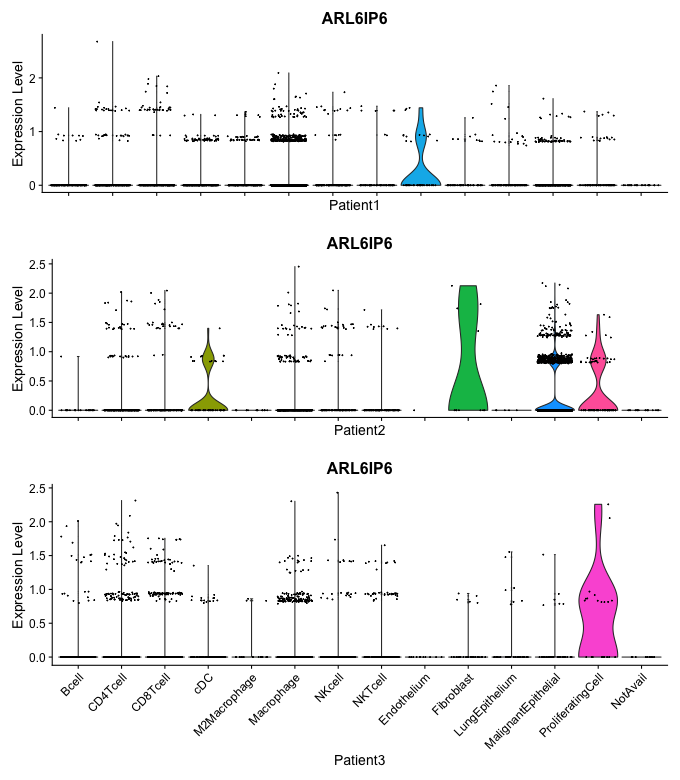 ARL6IP6
Expression Level
2
1
0
Patient1
ARL6IP6
Expression Level
2.5
2.0
1.5
1.0
0.5
0.0
Patient2
ARL6IP6
Expression Level
2.5
2.0
1.5
1.0
0.5
0.0
Bcell
CD4Tcell
CD8Tcell
cDC
M2Macrophage
Macrophage
NKcell
NKTcell
Endothelium
Fibroblast
LungEpithelium
MalignantEpithelial
ProliferatingCell
NotAvail
Patient3